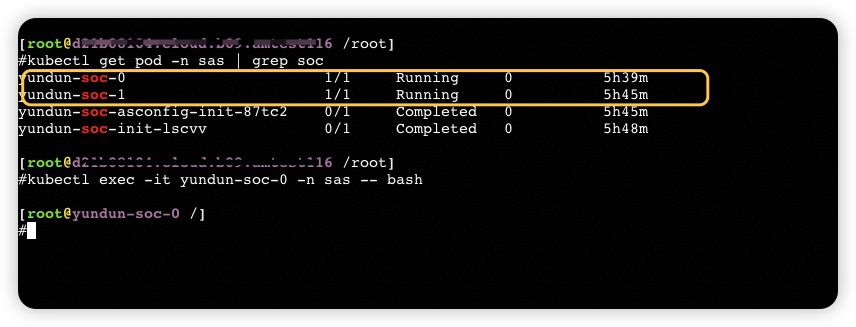 [root@ /root]
#kubectl get pod -n sas | grep soc
yundun-soc-0 1/1 Running 0 5h39m
yundun-soc-1 1/1 Running 0 5h45m
yundun-soc-asconfig-init-87tc2 0/1 Completed 0 5h45m
yundun-soc-init-lscvv 0/1 Completed 0 5h48m
[root@ /root]
#kubectl exec -it yundun-soc-0 -n sas -- bash
[root@yundun-soc-0 /]
#